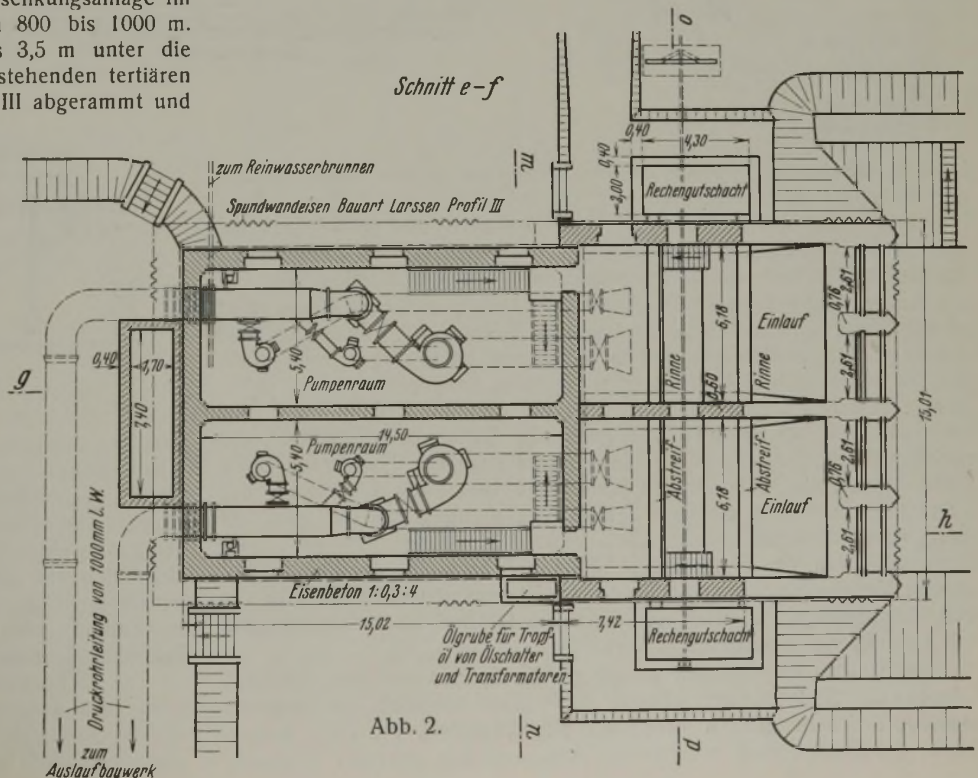 senkungsanlage im
800 bis 1000 m.
3,5 m unter die
stehenden tertiären
III abgerammt und
Schnitt e-f
o
m
0,40
4,30
0,40
2,00
Rechengutschacht
zum Reinwasserbrunnen
Spundwandeisen Bauart Larssen Profil III
g
0,40
1,70
7,40
5,40
Pumpenraum
14,50
Pumpenraum
5,40
6,18
Rinne
0,60
Rinne
Einlauf
Abstreif-
6,18
Abstreif-
Einlauf
2,61
0,76
2,61
2,61
0,76
2,61
15,01
h
Eisenbeton 1:0,3:4
15,02
7,42
Ölgrube für Tropf-
öl von Ölschalter
und Transformatoren
Rechengutschacht
Druckrohrleitung von 1000mm l.W.
zum
Auslaufbauwerk
Abb. 2.
n
p